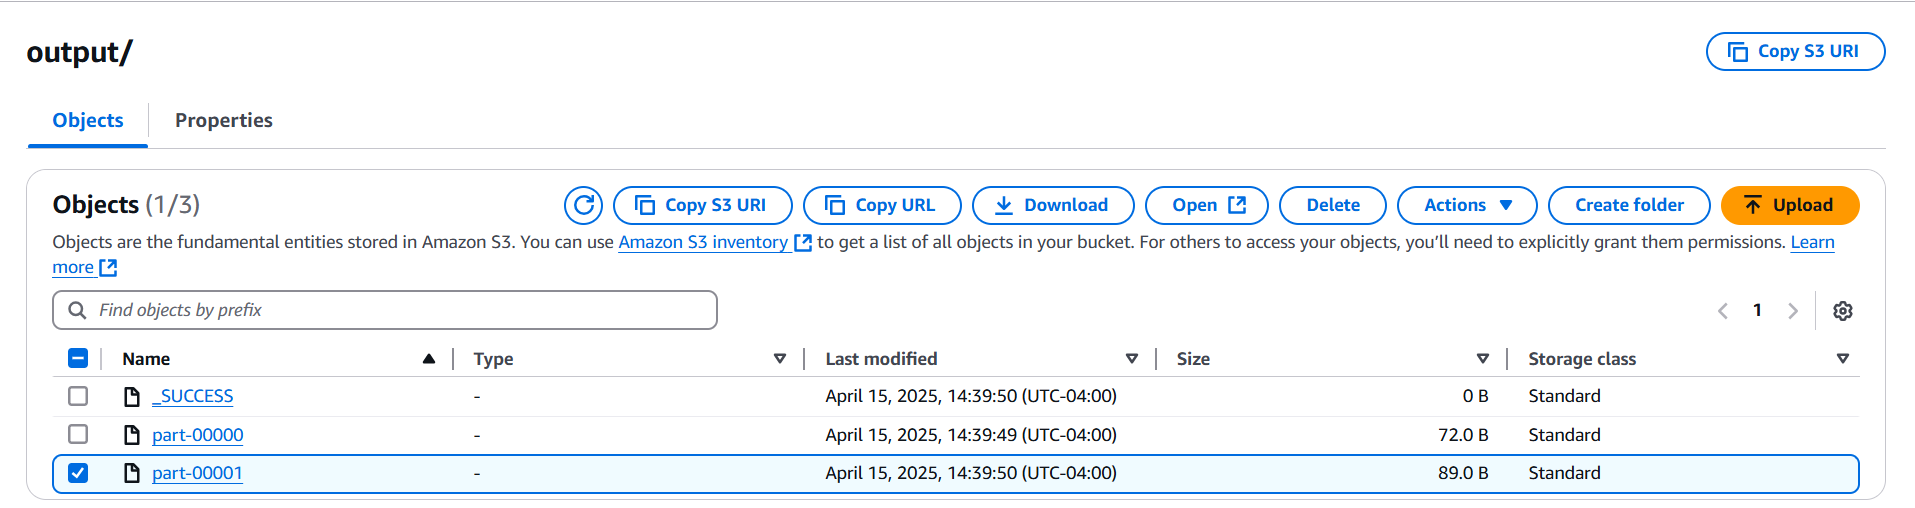 output/
Copy S3 URI
Objects
Properties
Objects (1/3)
Copy S3 URI
Copy URL
Download
Open
Delete
Actions
Create folder
Upload
Objects are the fundamental entities stored in Amazon S3. You can use Amazon S3 inventory to get a list of all objects in your bucket. For others to access your objects, you’ll need to explicitly grant them permissions. Learn
more
Find objects by prefix
1
Name Type Last modified Size Storage class
_SUCCESS - April 15, 2025, 14:39:50 (UTC-04:00) 0 B Standard
part-00000 - April 15, 2025, 14:39:49 (UTC-04:00) 72.0 B Standard
part-00001 - April 15, 2025, 14:39:50 (UTC-04:00) 89.0 B Standard